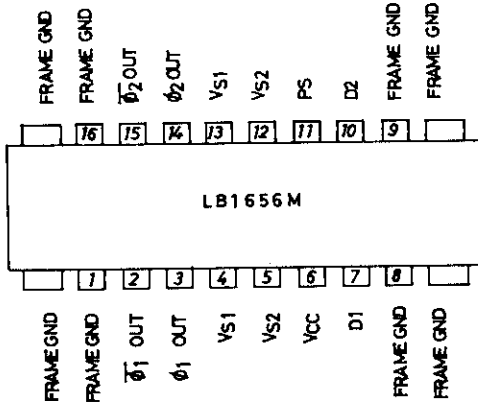 FRAME GND
FRAME GND
ϕ̅2 OUT
ϕ2 OUT
VS1
VS2
PS
D2
FRAME GND
FRAME GND
16 15 14 13 12 11 10 9
LB1656M
1 2 3 4 5 6 7 8
FRAME GND
FRAME GND
ϕ̅1 OUT
ϕ1 OUT
VS1
VS2
VCC
D1
FRAME GND
FRAME GND